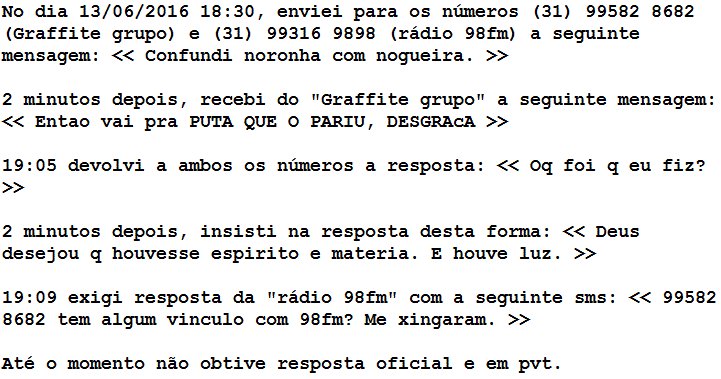 No dia 13/06/2016 18:30, enviei para os números (31) 99582 8682
(Graffite grupo) e (31) 99316 9898 (rádio 98fm) a seguinte
mensagem: << Confundi noronha com nogueira. >>
2 minutos depois, recebi do "Graffite grupo" a seguinte mensagem:
<< Entao vai pra PUTA QUE O PARIU, DESGRAcA >>
19:05 devolvi a ambos os números a resposta: << Oq foi q eu fiz?
>>
2 minutos depois, insisti na resposta desta forma: << Deus
desejou q houvesse espirito e materia. E houve luz. >>
19:09 exigi resposta da "rádio 98fm" com a seguinte sms: << 99582
8682 tem algum vinculo com 98fm? Me xingaram. >>
Até o momento não obtive resposta oficial e em pvt.